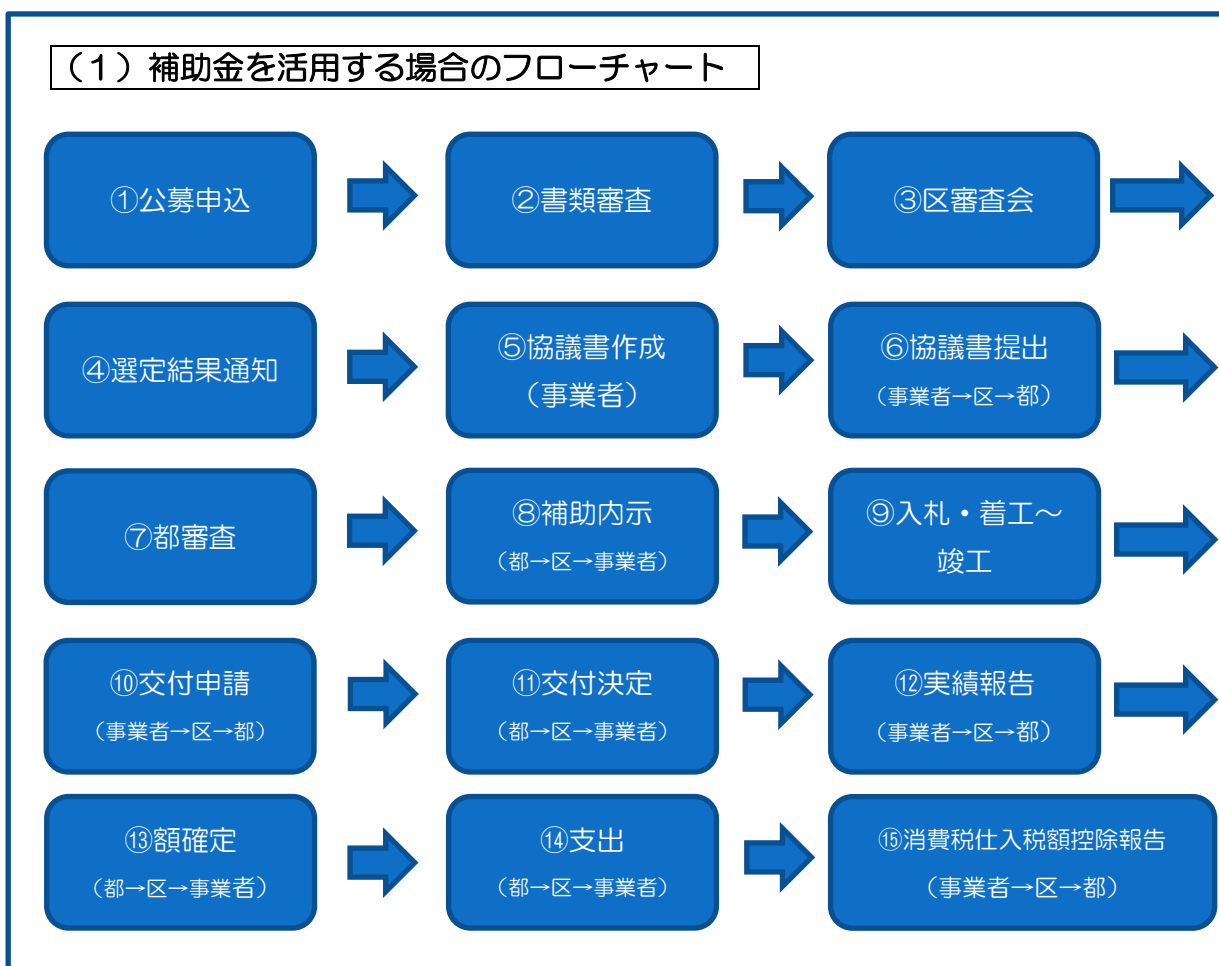 （1）補助金を活用する場合のフローチャート
①公募申込
②書類審査
③区審査会
④選定結果通知
⑤協議書作成
（事業者）
⑥協議書提出
（事業者→区→都）
⑦都審査
⑧補助内示
（都→区→事業者）
⑨入札・着工～
竣工
⑩交付申請
（事業者→区→都）
⑪交付決定
（都→区→事業者）
⑫実績報告
（事業者→区→都）
⑬額確定
（都→区→事業者）
⑭支出
（都→区→事業者）
⑮消費税仕入税額控除報告
（事業者→区→都）